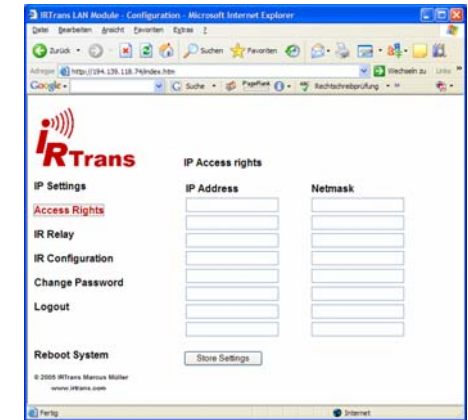 IRTrans LAN Module - Configuration - Microsoft Internet Explorer
Datei Bearbeiten Ansicht Favoriten Extras ?
Zurück Suchen Favoriten
Adresse http://194.139.118.74/index.htm Wechseln zu Links
Google Suche PageRank Rechtschreibprüfung
iRTrans
IP Access rights
IP Settings
IP Address Netmask
Access Rights
IR Relay
IR Configuration
Change Password
Logout
Reboot System
Store Settings
© 2005 IRTrans Marcus Müller
www.irtrans.com
Fertig Internet